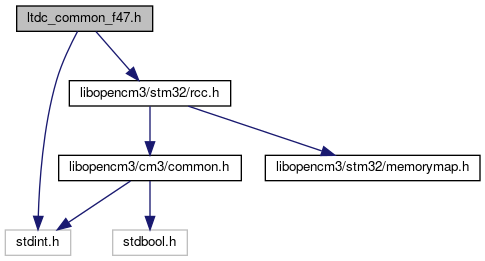 ltdc_common_f47.h
libopencm3/stm32/rcc.h
libopencm3/cm3/common.h
libopencm3/stm32/memorymap.h
stdint.h
stdbool.h